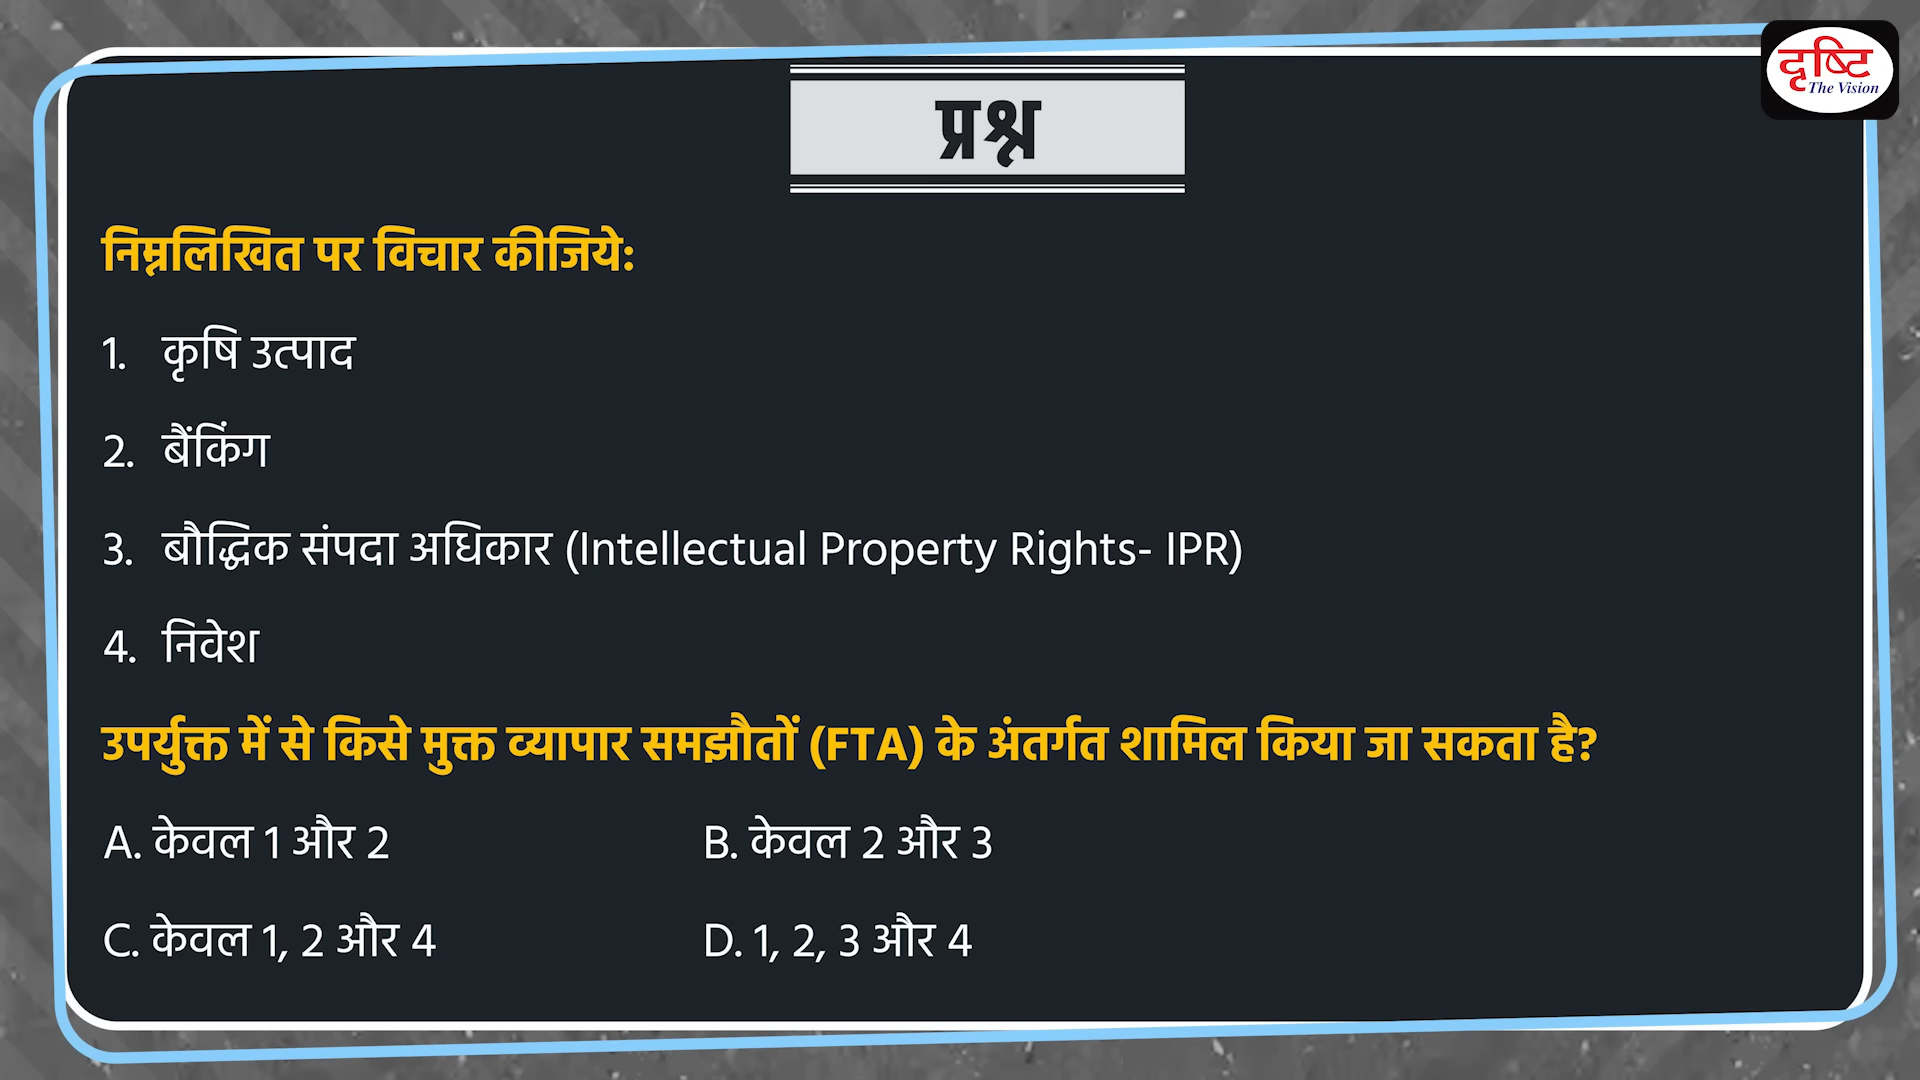 दृष्टि
The Vision
प्रश्न
निम्नलिखित पर विचार कीजिये:
1. कृषि उत्पाद
2. बैंकिंग
3. बौद्धिक संपदा अधिकार (Intellectual Property Rights- IPR)
4. निवेश
उपर्युक्त में से किसे मुक्त व्यापार समझौतों (FTA) के अंतर्गत शामिल किया जा सकता है?
A. केवल 1 और 2 B. केवल 2 और 3
C. केवल 1, 2 और 4 D. 1, 2, 3 और 4